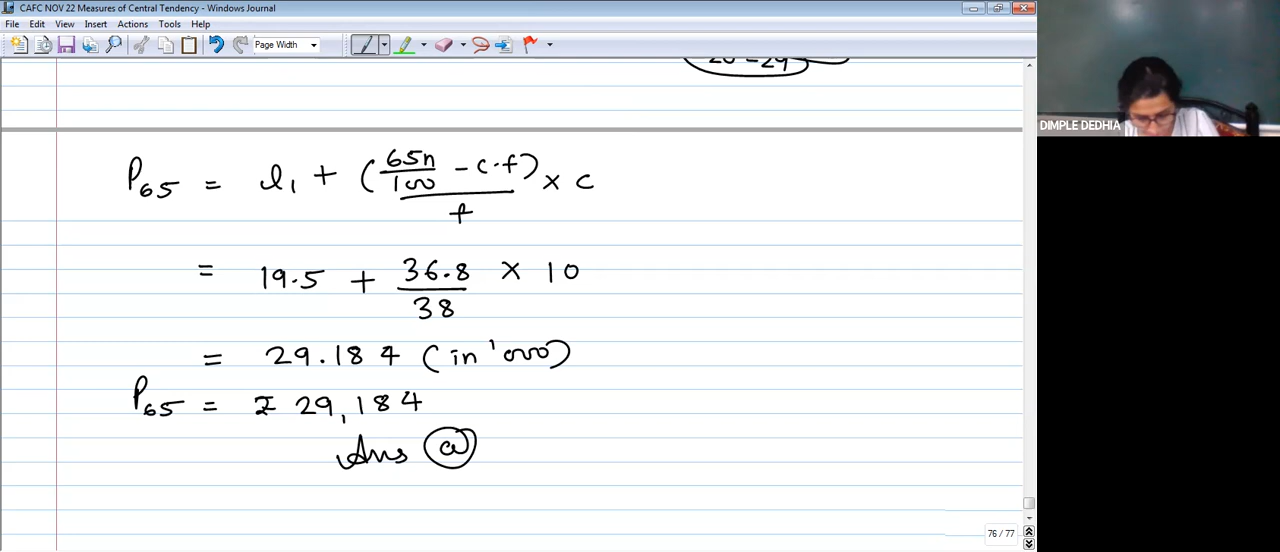 CAFC NOV 22 Measures of Central Tendency - Windows Journal
File Edit View Insert Actions Tools Help
Page Width
20-29
DIMPLE DEDHIA
P65 = l1 + (65n/100 - c.f)/f × c
= 19.5 + 36.8/38 × 10
= 29.184 (in '000)
P65 = ₹ 29,184
Ans (a)
76 / 77